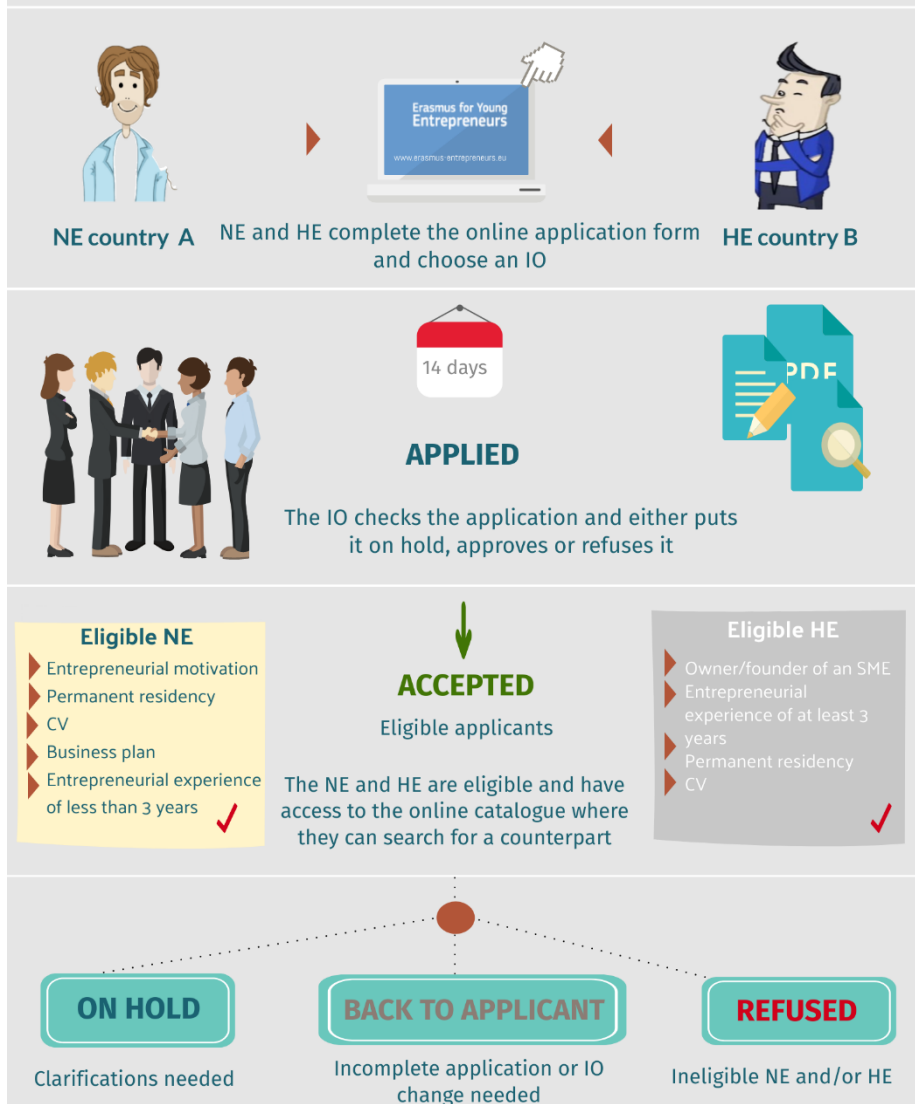 Erasmus for Young
Entrepreneurs
www.erasmus-entrepreneurs.eu
NE country A
NE and HE complete the online application form
and choose an IO
HE country B
14 days
PDF
APPLIED
The IO checks the application and either puts
it on hold, approves or refuses it
Eligible NE
Entrepreneurial motivation
Permanent residency
CV
Business plan
Entrepreneurial experience
of less than 3 years
ACCEPTED
Eligible applicants
The NE and HE are eligible and have
access to the online catalogue where
they can search for a counterpart
Eligible HE
Owner/founder of an SME
Entrepreneurial
experience of at least 3
years
Permanent residency
CV
ON HOLD
Clarifications needed
BACK TO APPLICANT
Incomplete application or IO
change needed
REFUSED
Ineligible NE and/or HE